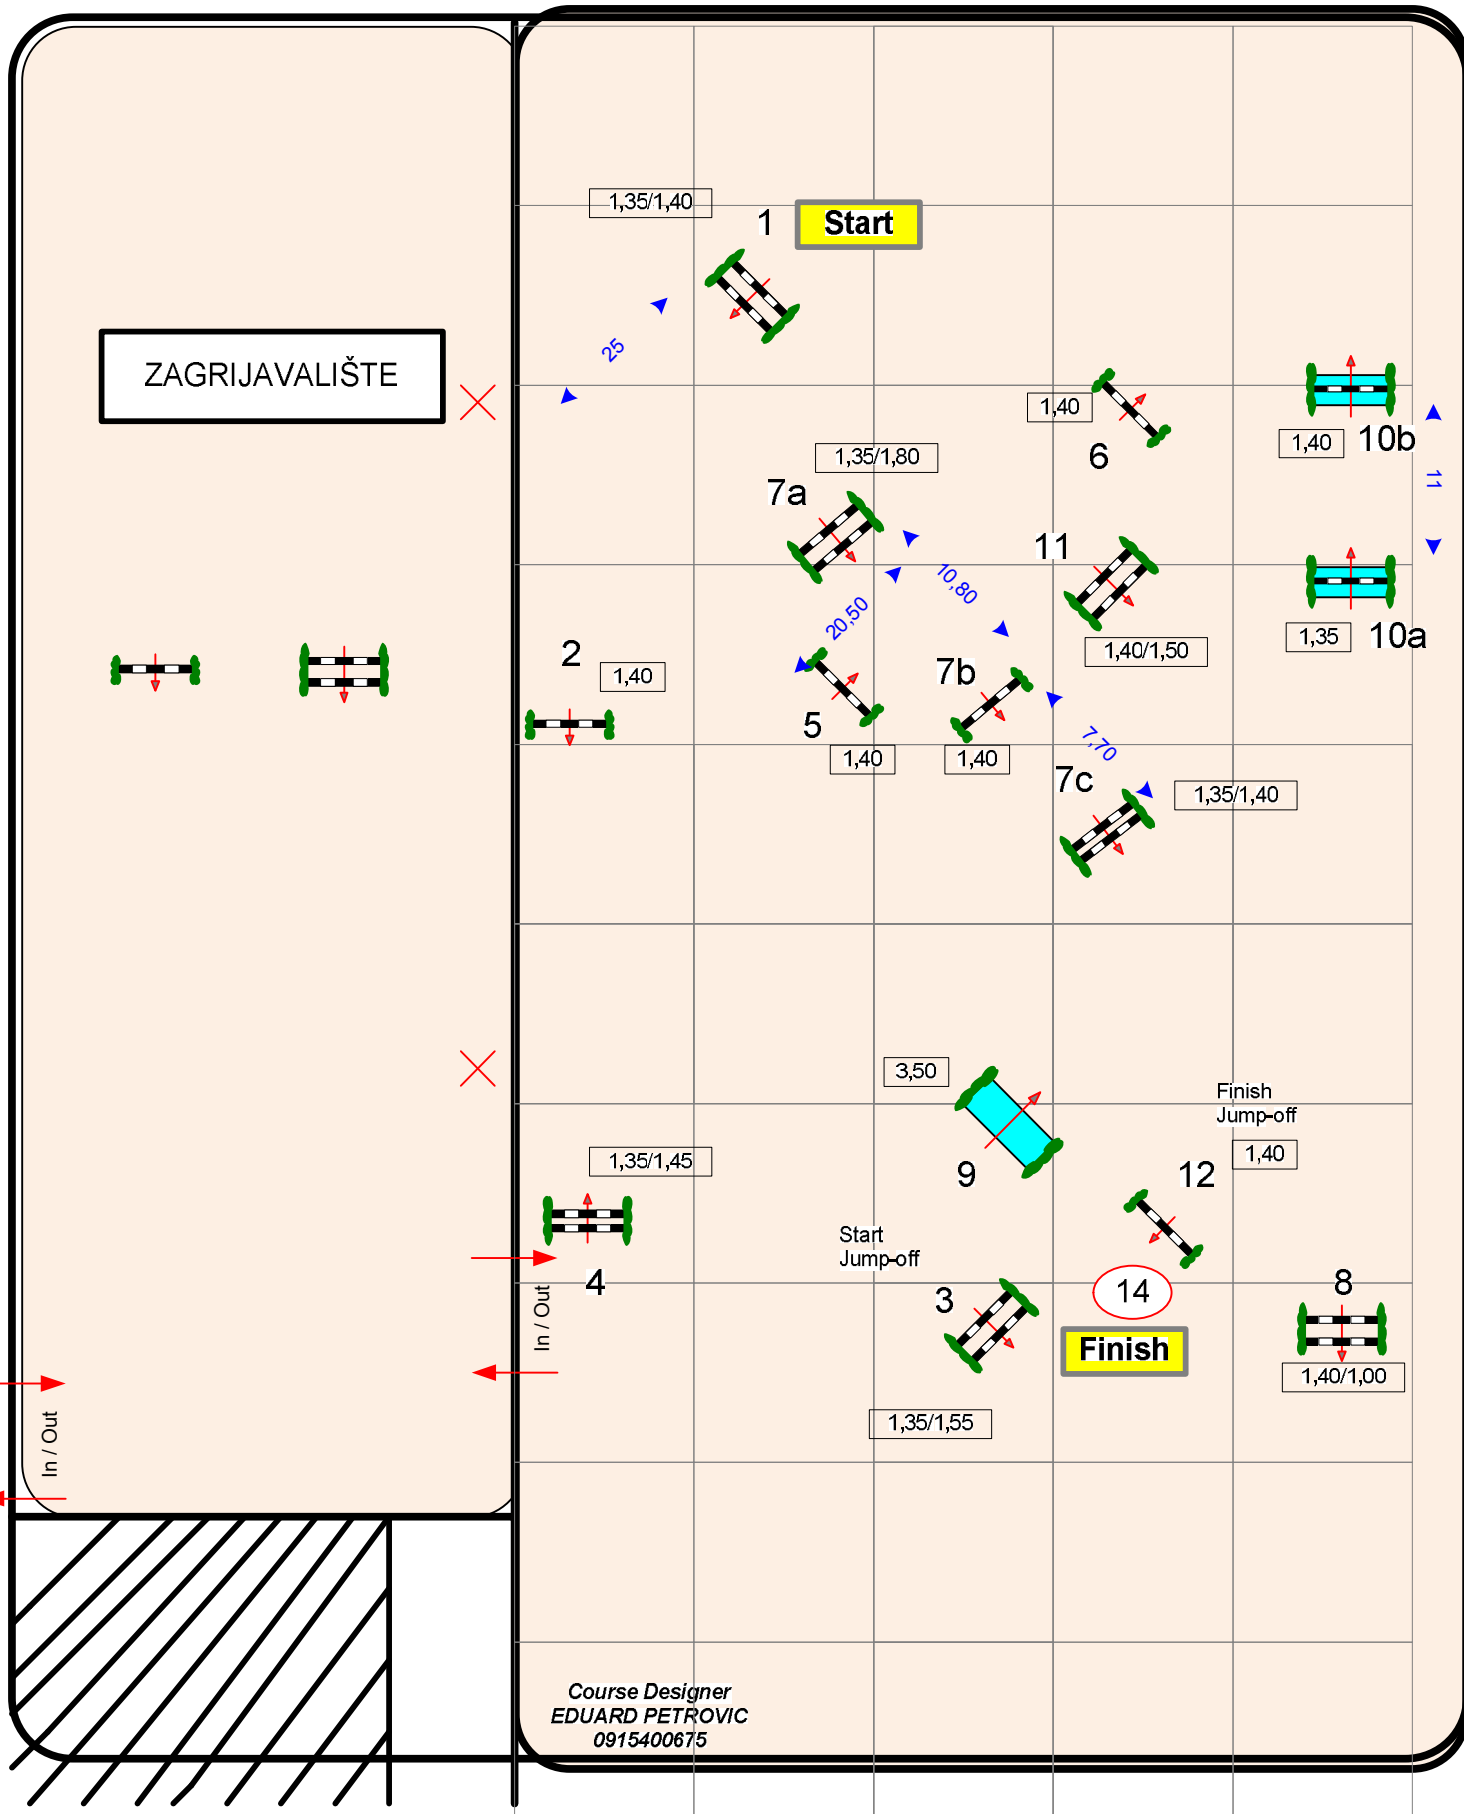 1,35/1,40
1
Start
ZAGRIJAVALIŠTE
25
1,40
6
1,40
10b
11
1,35/1,80
7a
11
10,80
20,50
1,35
10a
1,40/1,50
2
1,40
7b
5
1,40
1,40
7,70
7c
1,35/1,40
3,50
9
Finish
Jump-off
1,40
12
1,35/1,45
4
Start
Jump-off
3
14
Finish
8
1,40/1,00
1,35/1,55
In / Out
In / Out
Course Designer
EDUARD PETROVIC
0915400675